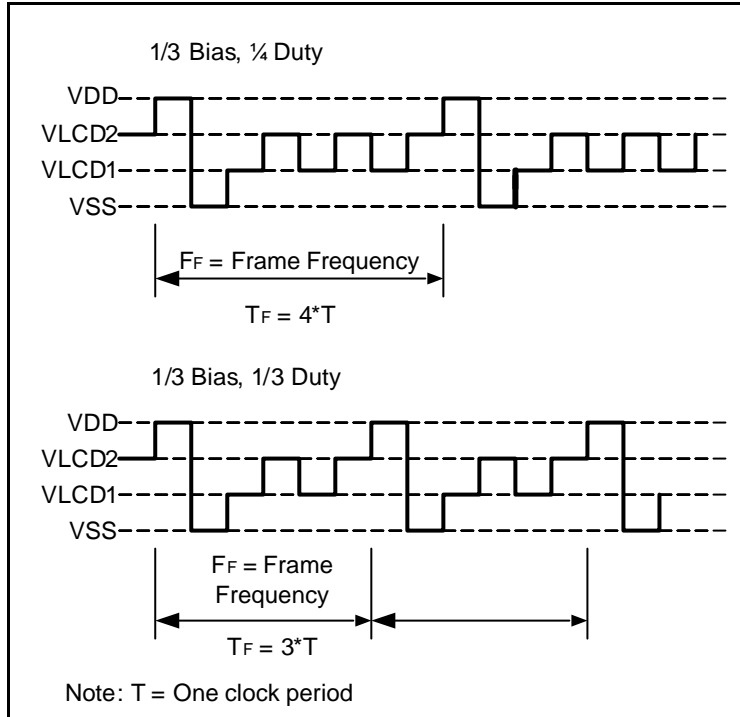 1/3 Bias, ¼ Duty
VDD
VLCD2
VLCD1
VSS
FF = Frame Frequency
TF = 4*T
1/3 Bias, 1/3 Duty
VDD
VLCD2
VLCD1
VSS
FF = Frame
Frequency
TF = 3*T
Note: T = One clock period